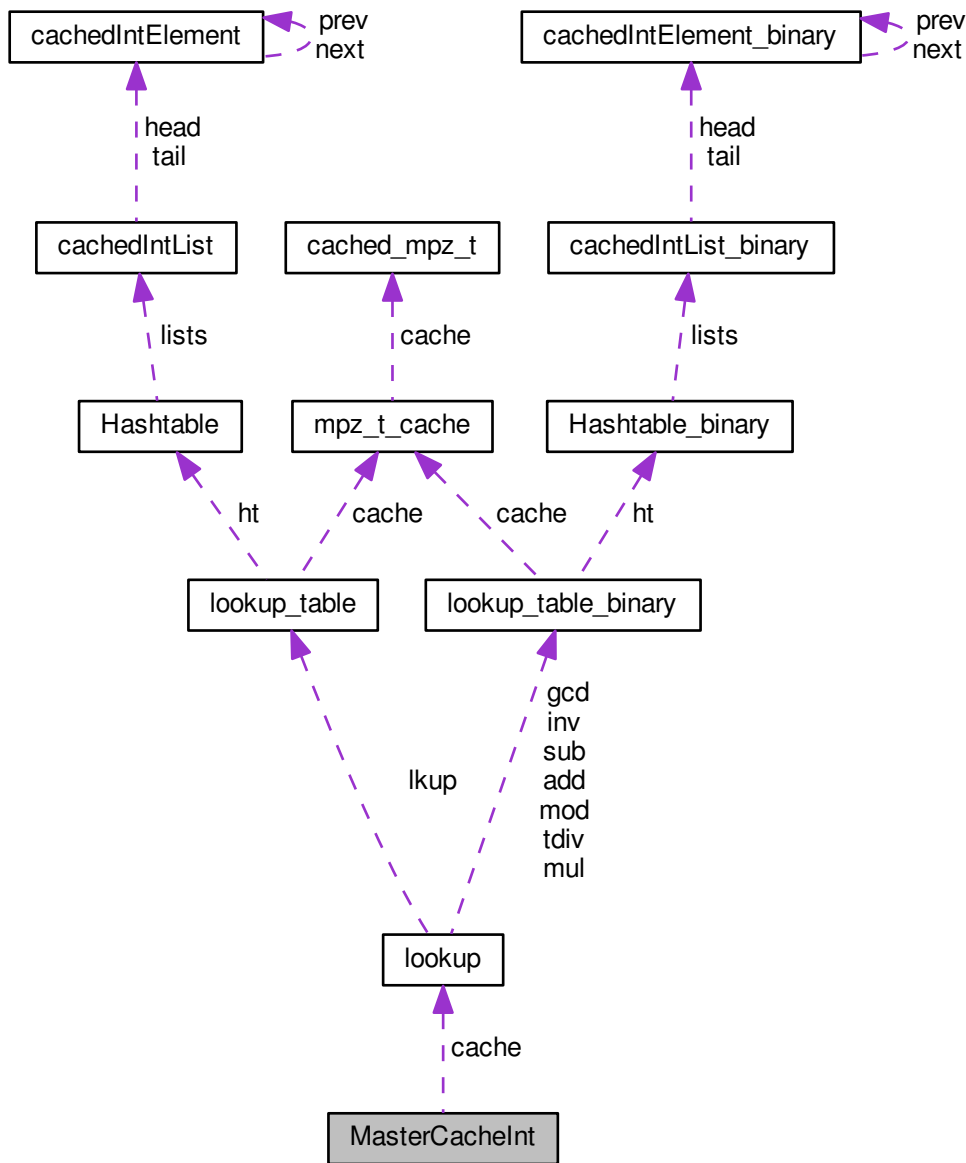 cachedIntElement
prev
next
cachedIntElement_binary
prev
next
head
tail
head
tail
cachedIntList
cached_mpz_t
cachedIntList_binary
lists
cache
lists
Hashtable
mpz_t_cache
Hashtable_binary
ht
cache
cache
ht
lookup_table
lookup_table_binary
lkup
gcd
inv
sub
add
mod
tdiv
mul
lookup
cache
MasterCacheInt